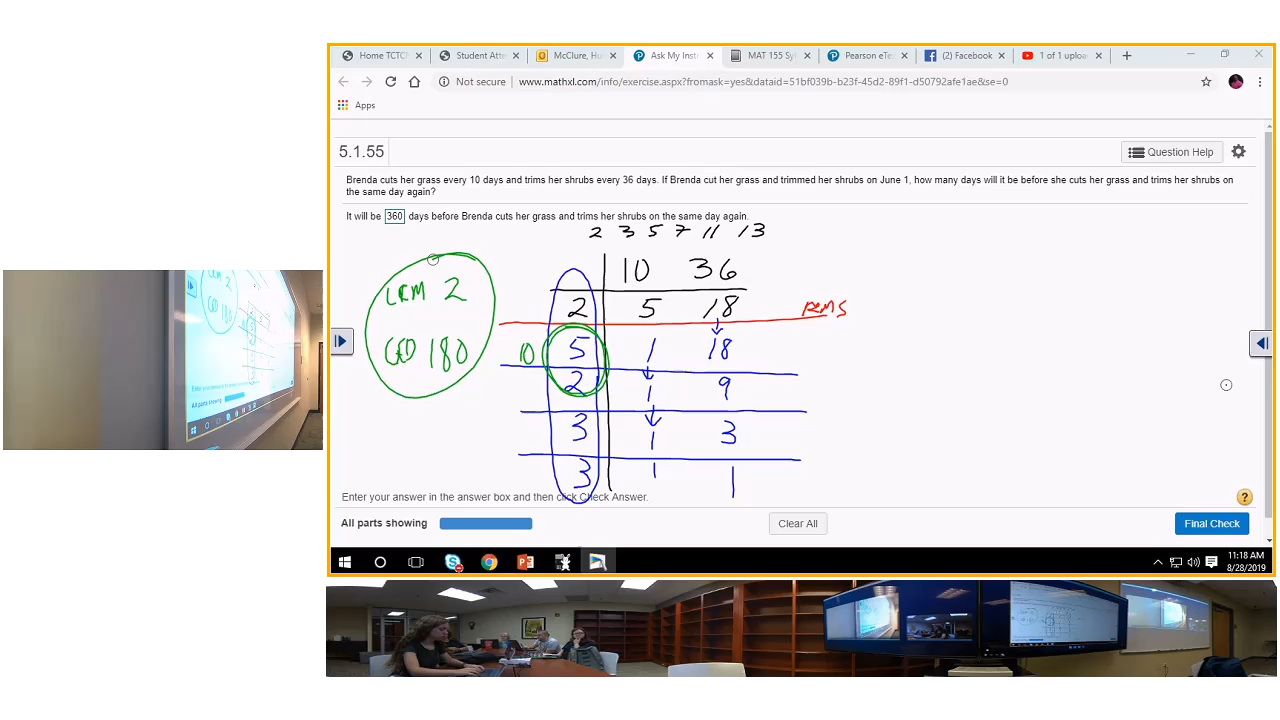 Home TCTC
Student Atte
McClure, Hu
Ask My Inst
MAT 155 Syl
Pearson eTe
(2) Facebook
1 of 1 uploa
Not secure
www.mathxl.com/info/exercise.aspx?fromask=yes&dataid=51bf039b-b23f-45d2-89f1-d50792afe1ae&se=0
Apps
5.1.55
Question Help
Brenda cuts her grass every 10 days and trims her shrubs every 36 days. If Brenda cut her grass and trimmed her shrubs on June 1, how many days will it be before she cuts her grass and trims her shrubs on
the same day again?
It will be 360 days before Brenda cuts her grass and trims her shrubs on the same day again.
2 3 5 7 11 13
10 36
2 5 18
10 5 1 18
2 1 9
3 1 3
3 1 1
2
180
Enter your answer in the answer box and then click Check Answer.
All parts showing
Clear All
Final Check
11:18 AM
8/28/2019